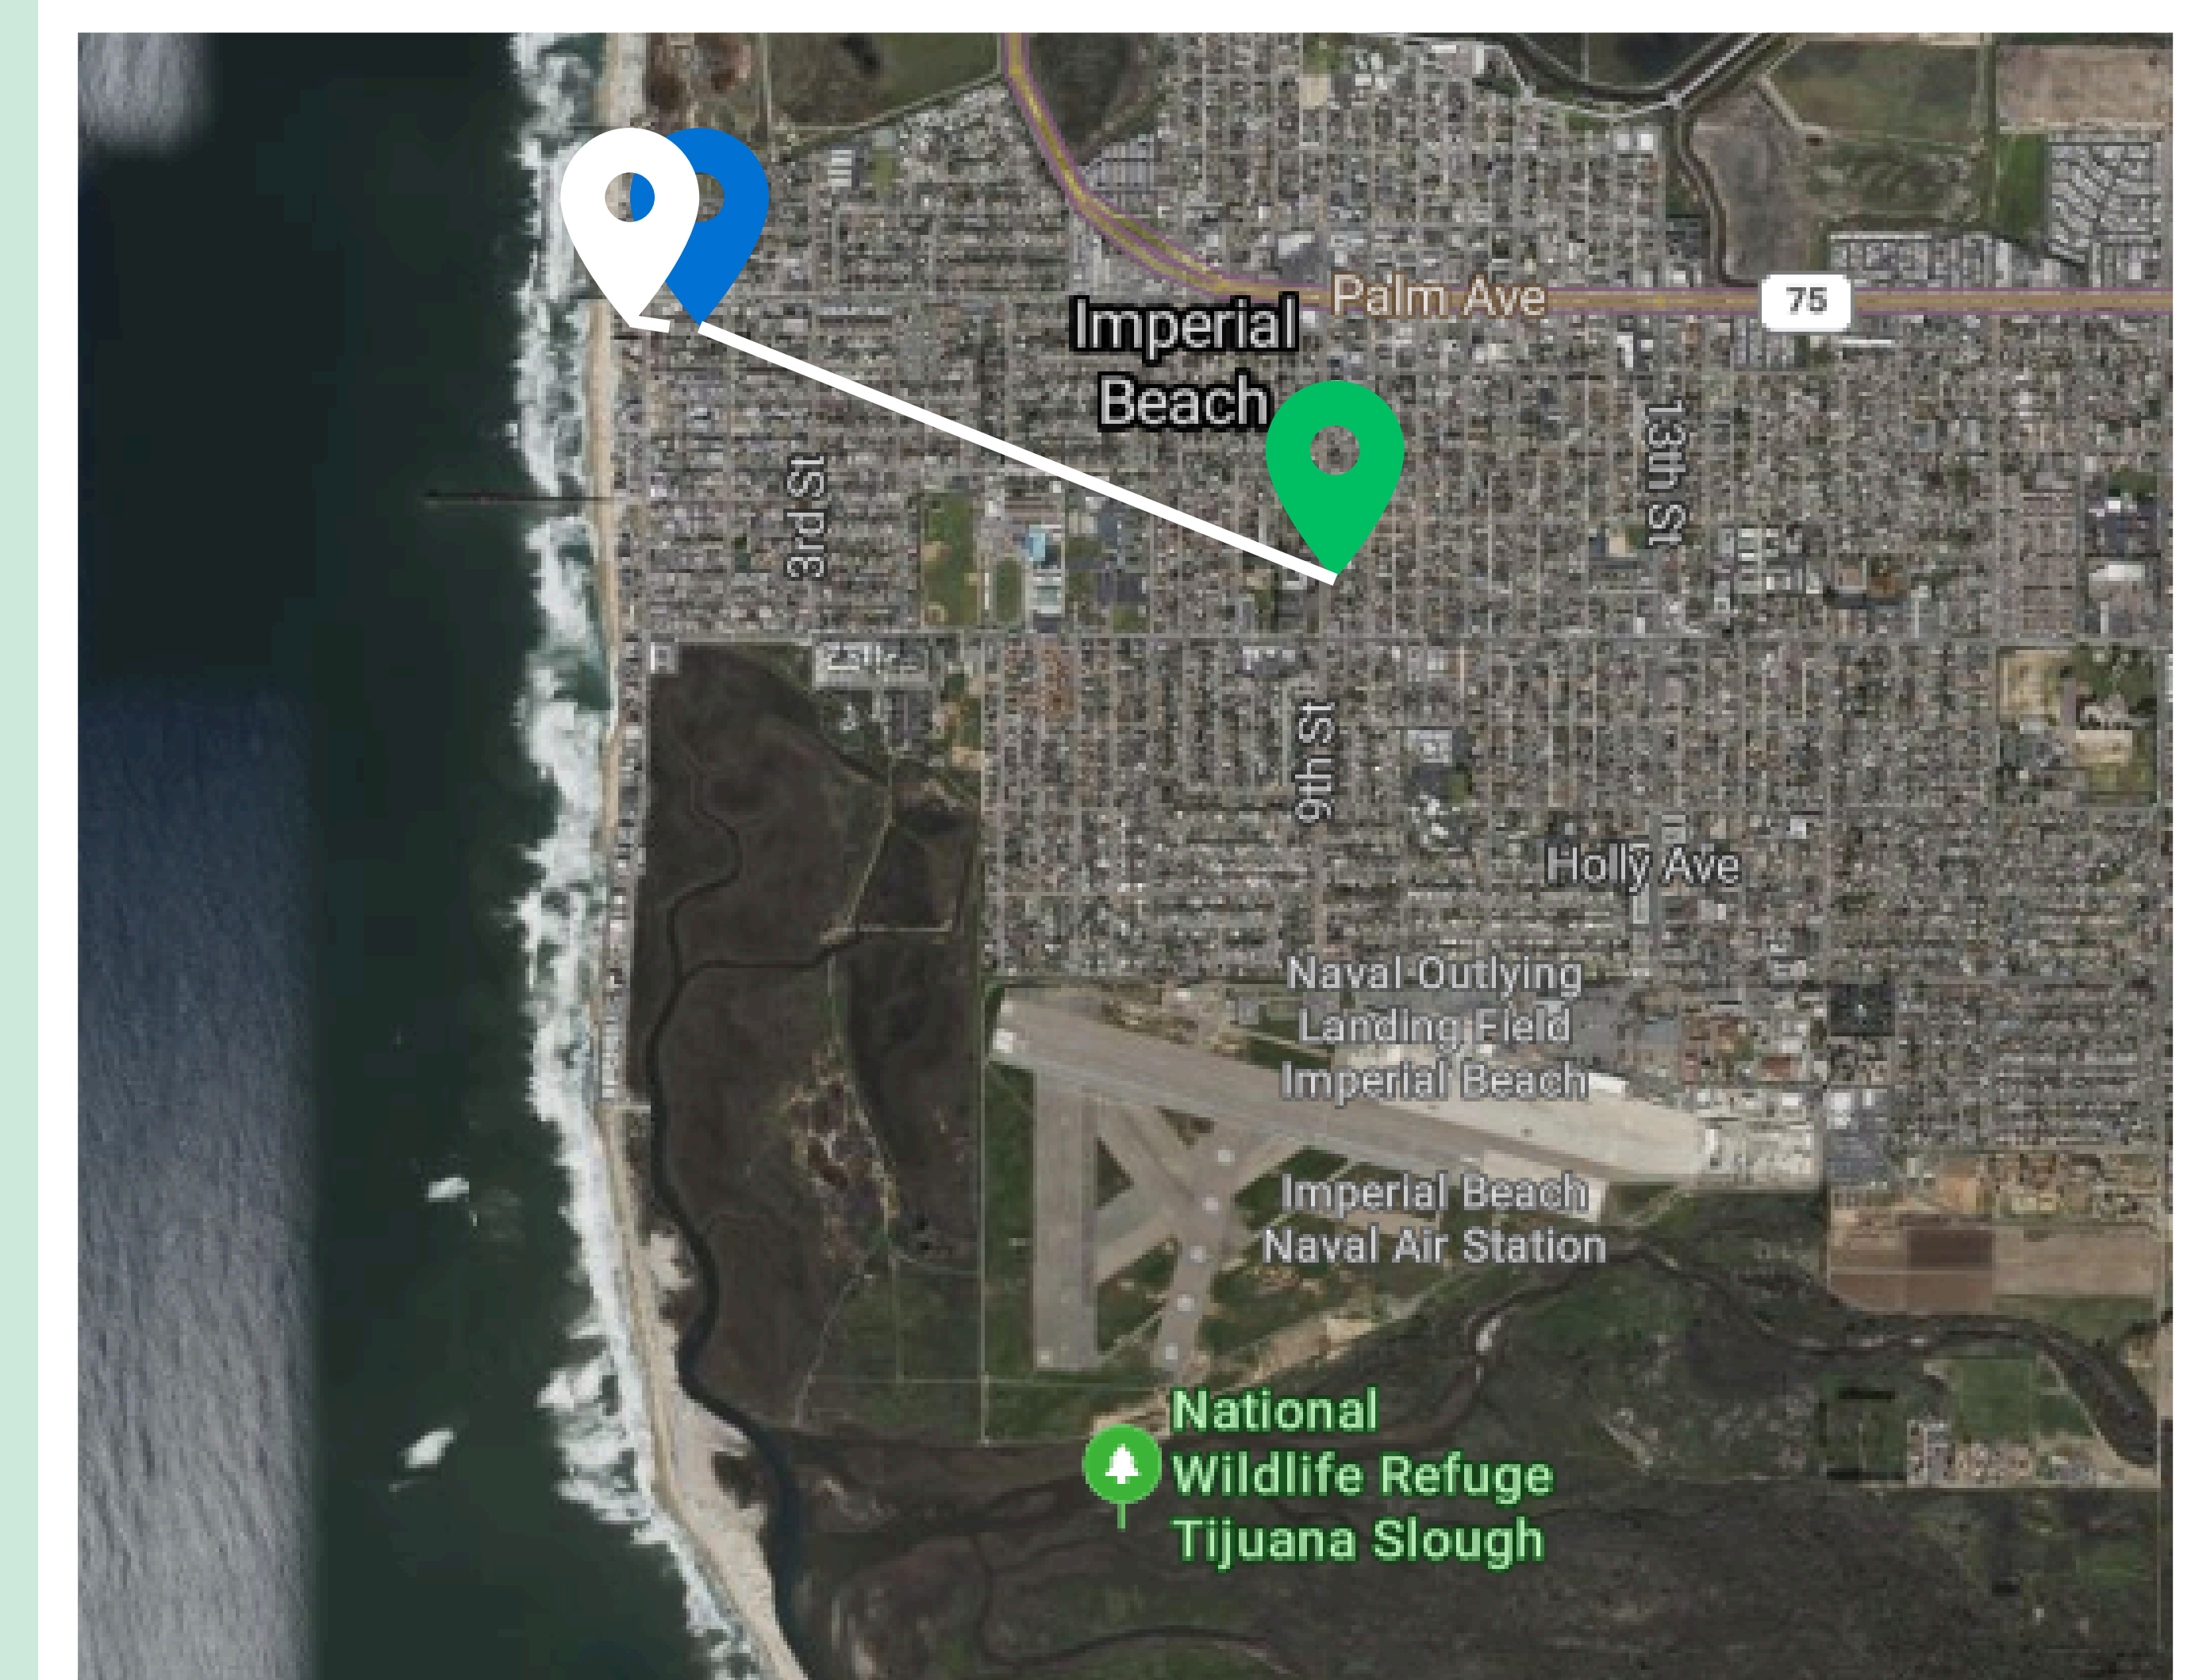 Palm Ave
75
Imperial
Beach
13th St
3rd St
9th St
Holly Ave
Naval Outlying
Landing Field
Imperial Beach
Imperial Beach
Naval Air Station
National
Wildlife Refuge
Tijuana Slough